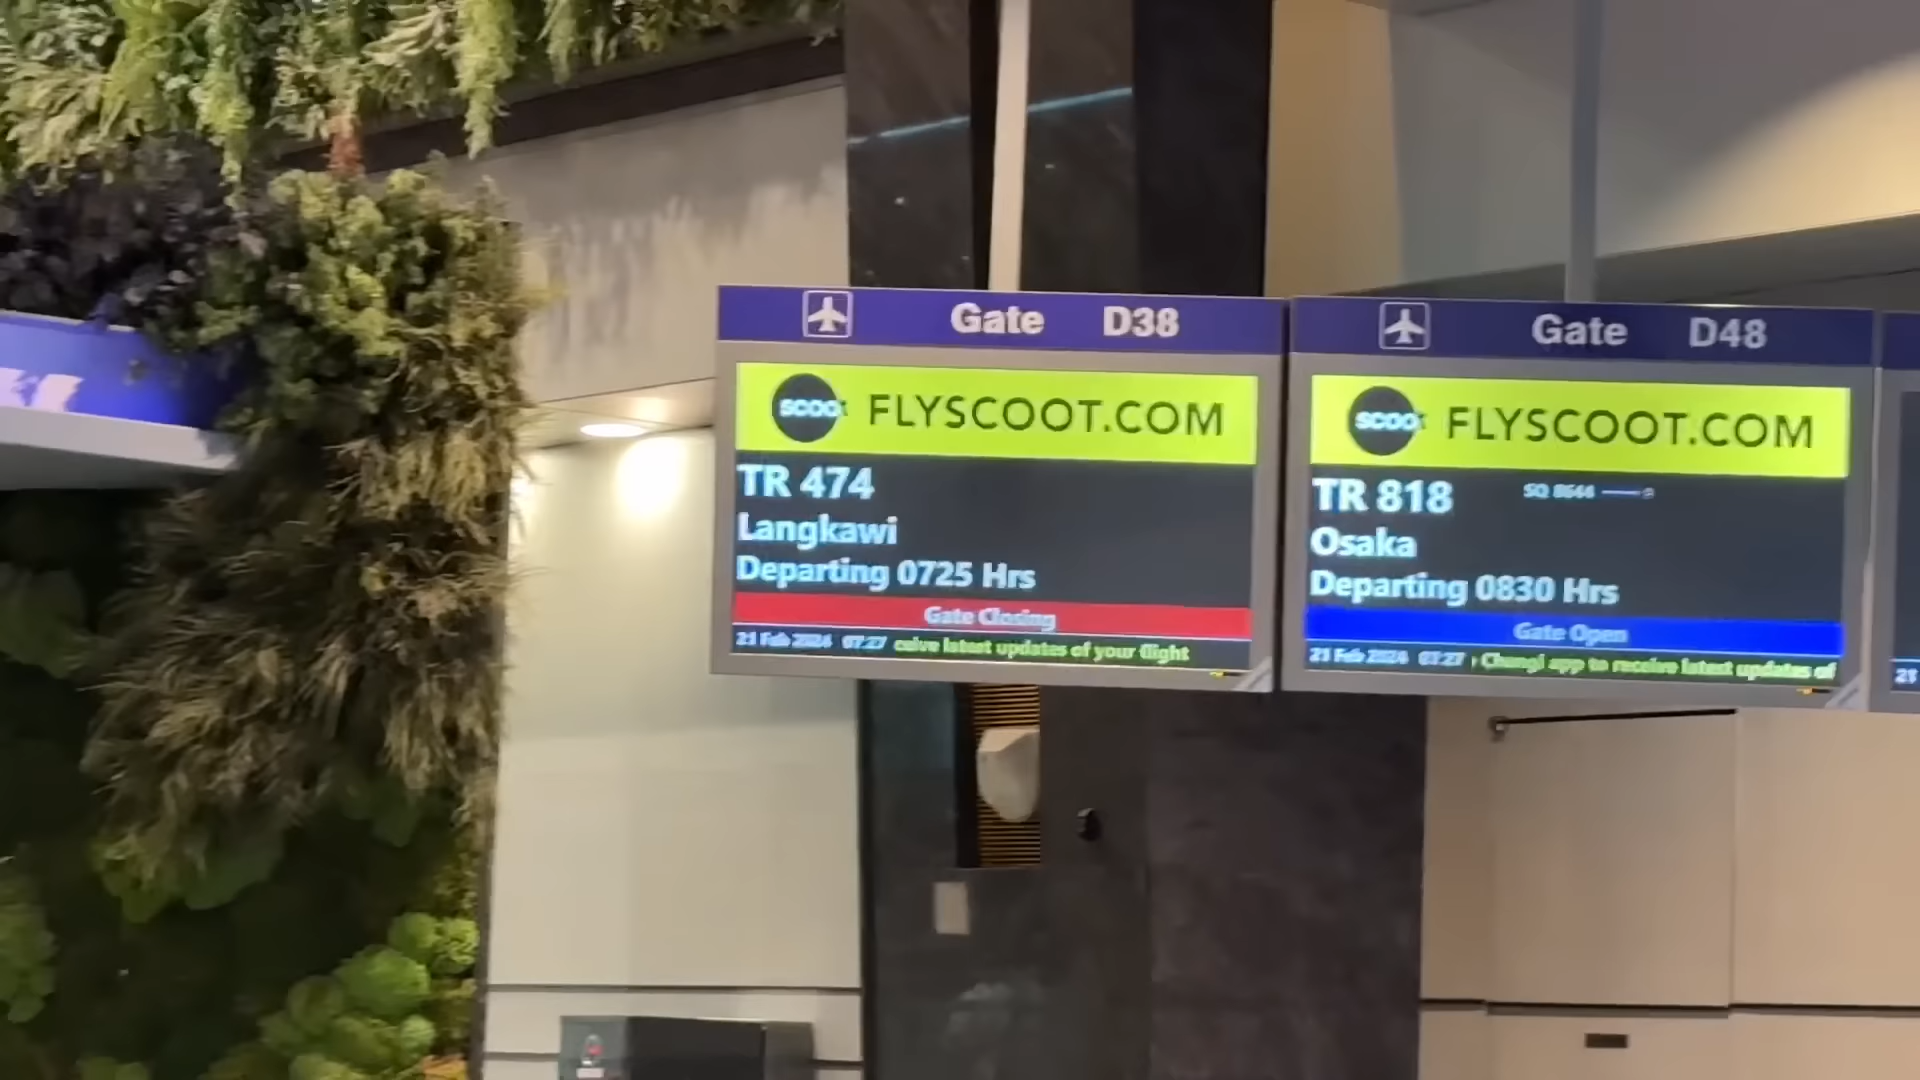 Gate D38
SCOOT FLYSCOOT.COM
TR 474
Langkawi
Departing 0725 Hrs
Gate Closing
21 Feb 2024 07:27 ceive latest updates of your flight
Gate D48
SCOOT FLYSCOOT.COM
TR 818
Osaka
Departing 0830 Hrs
Gate Open
21 Feb 2024 07:27 Changi app to receive latest updates of
21